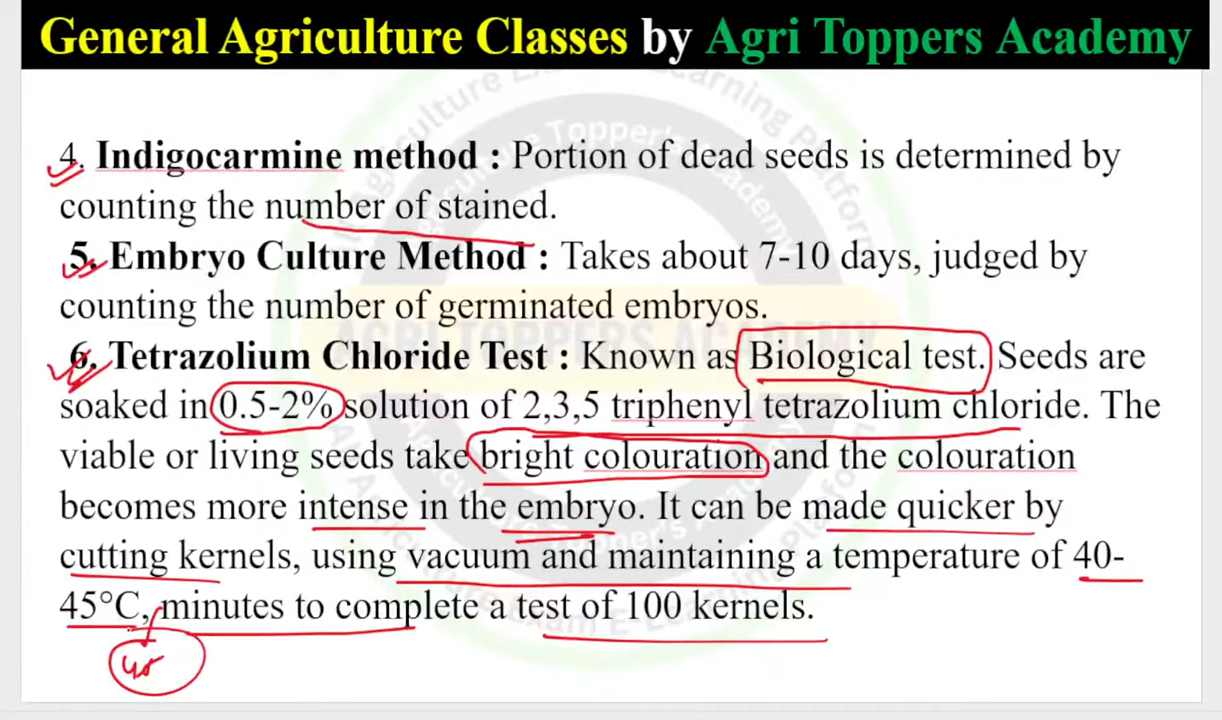 General Agriculture Classes by Agri Toppers Academy
4. Indigocarmine method : Portion of dead seeds is determined by
counting the number of stained.
5. Embryo Culture Method : Takes about 7-10 days, judged by
counting the number of germinated embryos.
6. Tetrazolium Chloride Test : Known as Biological test. Seeds are
soaked in 0.5-2% solution of 2,3,5 triphenyl tetrazolium chloride. The
viable or living seeds take bright colouration and the colouration
becomes more intense in the embryo. It can be made quicker by
cutting kernels, using vacuum and maintaining a temperature of 40-
45°C, minutes to complete a test of 100 kernels.